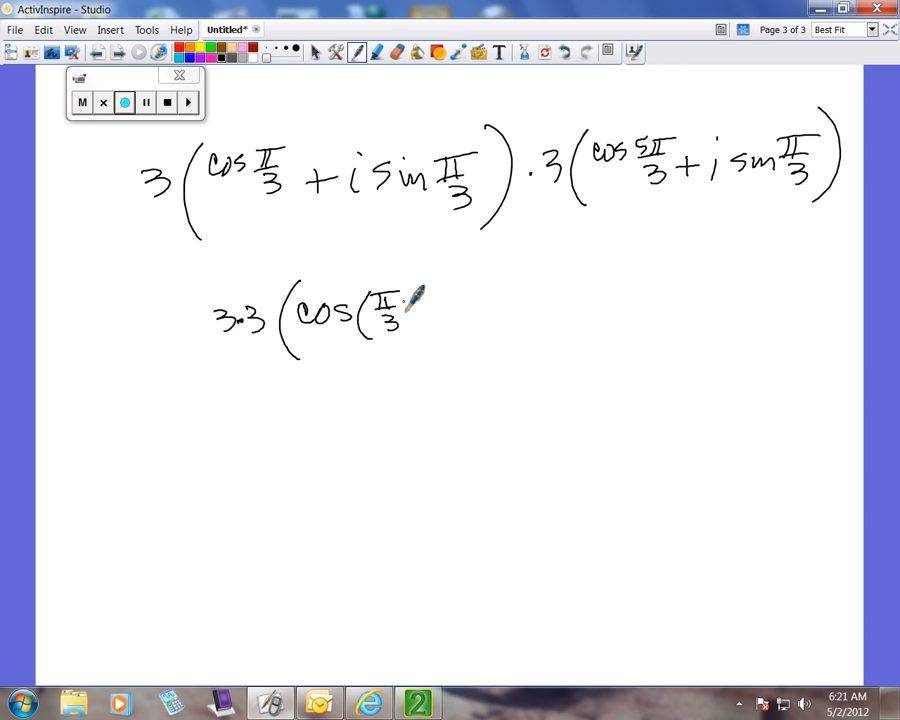 ActivInspire - Studio
File Edit View Insert Tools Help Untitled* Page 3 of 3 Best Fit
M
3 (cos π/3 + i sin π/3) · 3 (cos 5π/3 + i sin π/3)
3·3 (cos (π/3
2
6:21 AM
5/2/2012